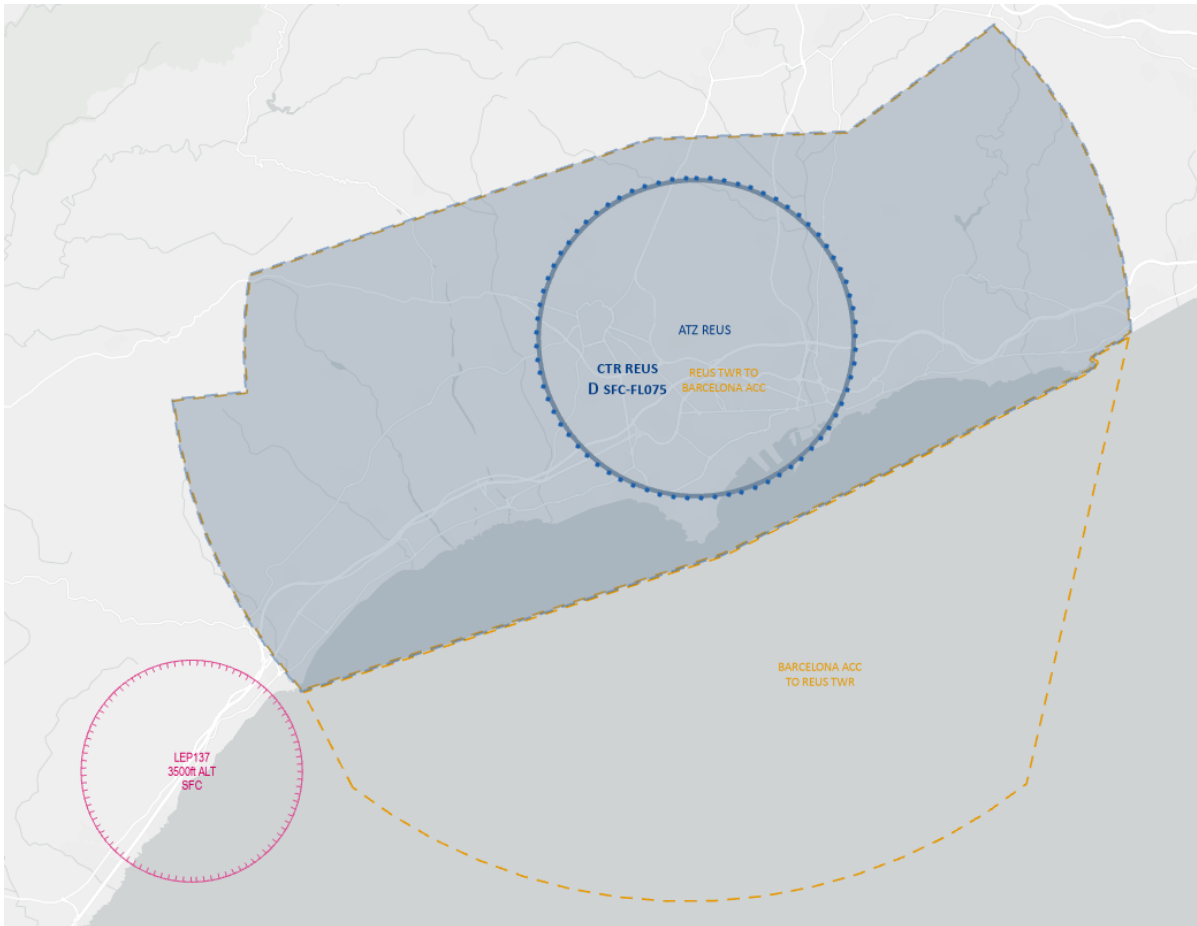 ATZ REUS
CTR REUS
D SFC-FL075
REUS TWR TO
BARCELONA ACC
BARCELONA ACC
TO REUS TWR
LEP137
3500ft ALT
SFC